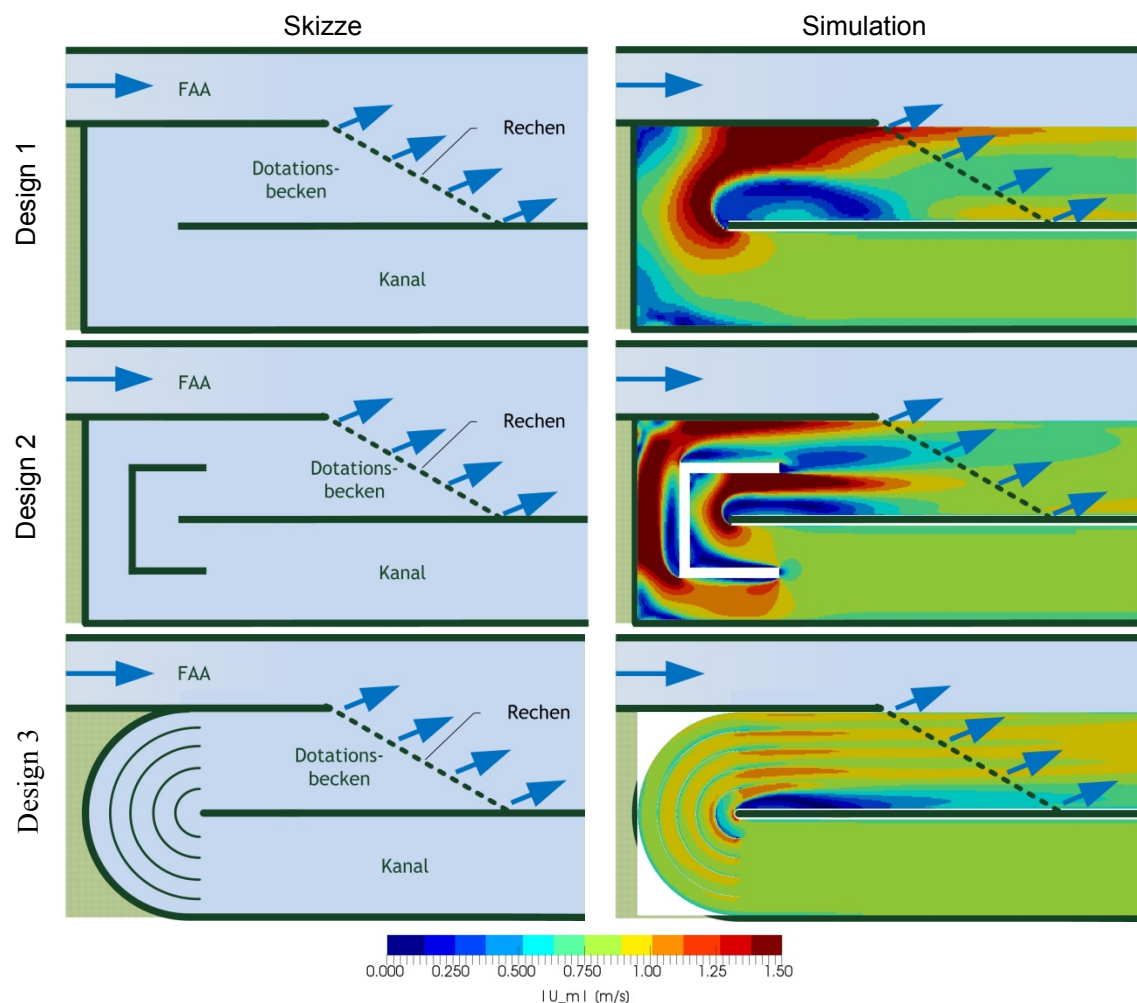 Skizze
Simulation
Design 1
FAA
Rechen
Dotations-
becken
Kanal
Design 2
FAA
Rechen
Dotations-
becken
Kanal
Design 3
FAA
Rechen
Dotations-
becken
Kanal
0.000 0.250 0.500 0.750 1.00 1.25 1.50
|U_m| (m/s)